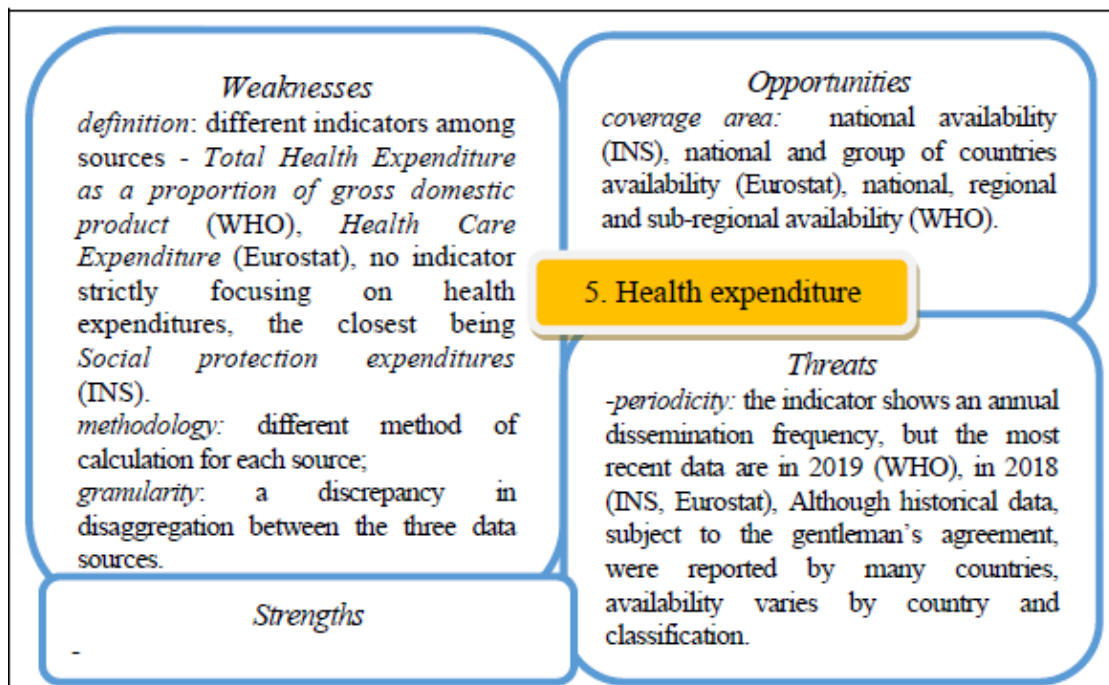 Weaknesses
definition: different indicators among
sources - Total Health Expenditure
as a proportion of gross domestic
product (WHO), Health Care
Expenditure (Eurostat), no indicator
strictly focusing on health
expenditures, the closest being
Social protection expenditures
(INS).
methodology: different method of
calculation for each source;
granularity: a discrepancy in
disaggregation between the three data
sources.
Opportunities
coverage area: national availability
(INS), national and group of countries
availability (Eurostat), national, regional
and sub-regional availability (WHO).
5. Health expenditure
Strengths
-
Threats
-periodicity: the indicator shows an annual
dissemination frequency, but the most
recent data are in 2019 (WHO), in 2018
(INS, Eurostat), Although historical data,
subject to the gentleman’s agreement,
were reported by many countries,
availability varies by country and
classification.